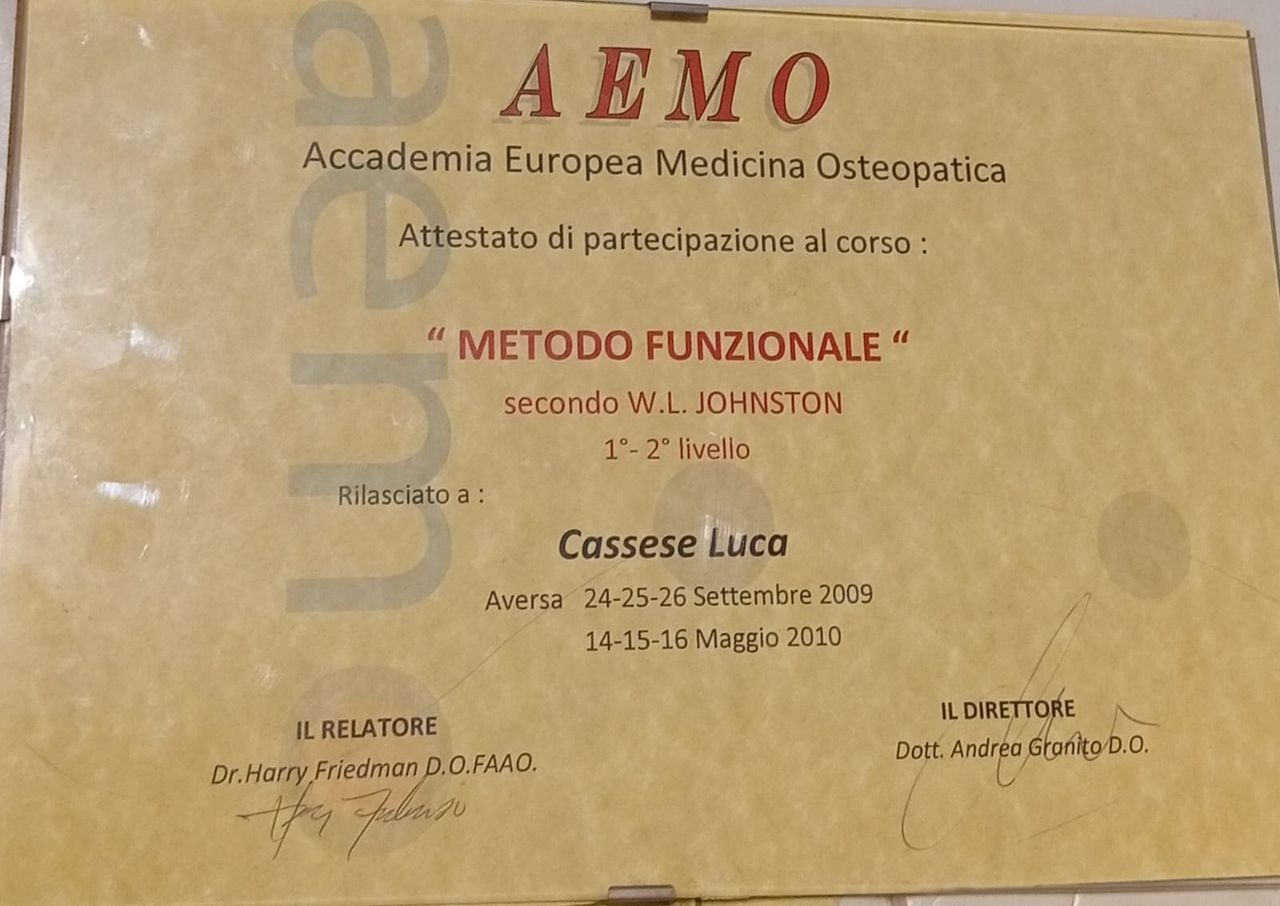 AEMO
Accademia Europea Medicina Osteopatica
Attestato di partecipazione al corso :
“ METODO FUNZIONALE “
secondo W.L. JOHNSTON
1°- 2° livello
Rilasciato a :
Cassese Luca
Aversa 24-25-26 Settembre 2009
14-15-16 Maggio 2010
IL RELATORE
Dr.Harry Friedman D.O.FAAO.
IL DIRETTORE
Dott. Andrea Granito D.O.
aemo